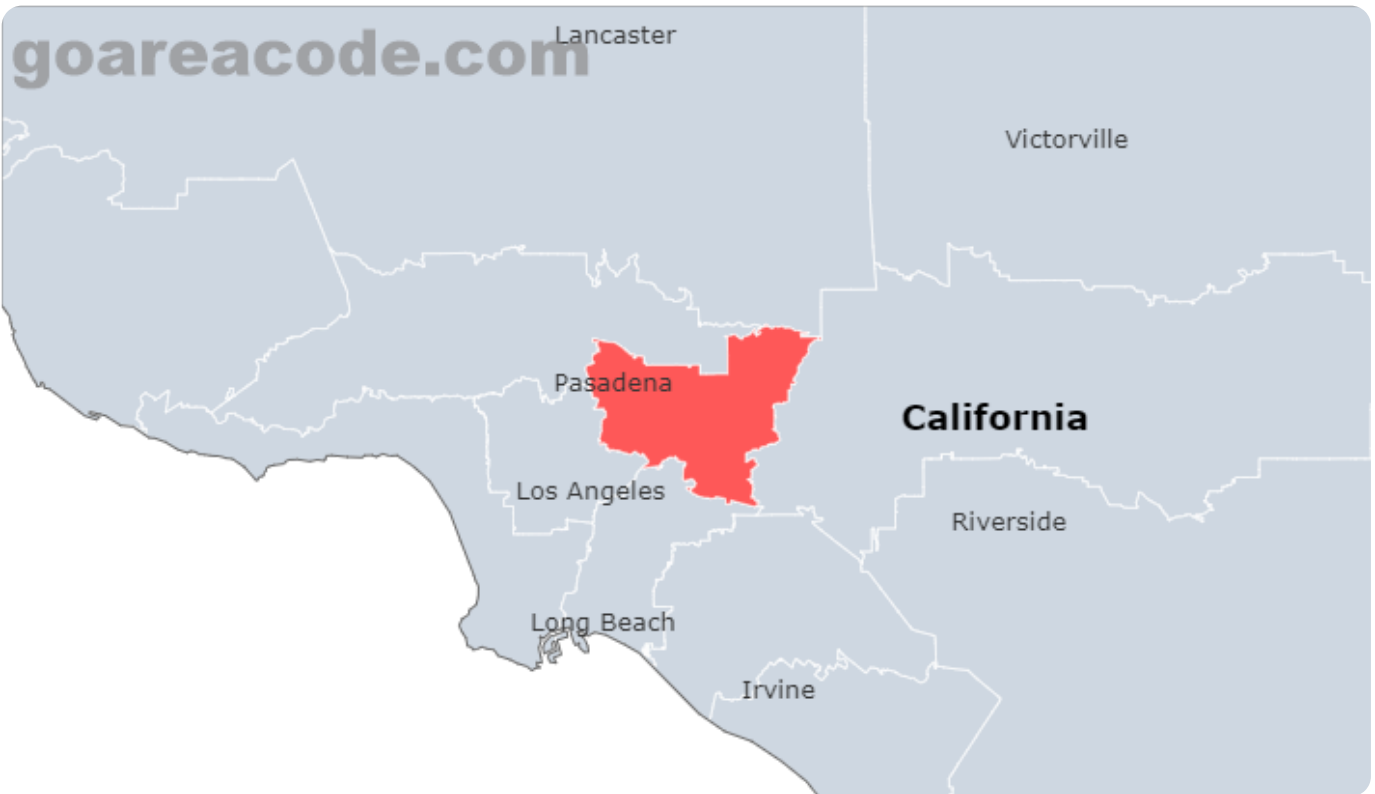 goareacode.com
Lancaster
Victorville
Pasadena
California
Los Angeles
Riverside
Long Beach
Irvine